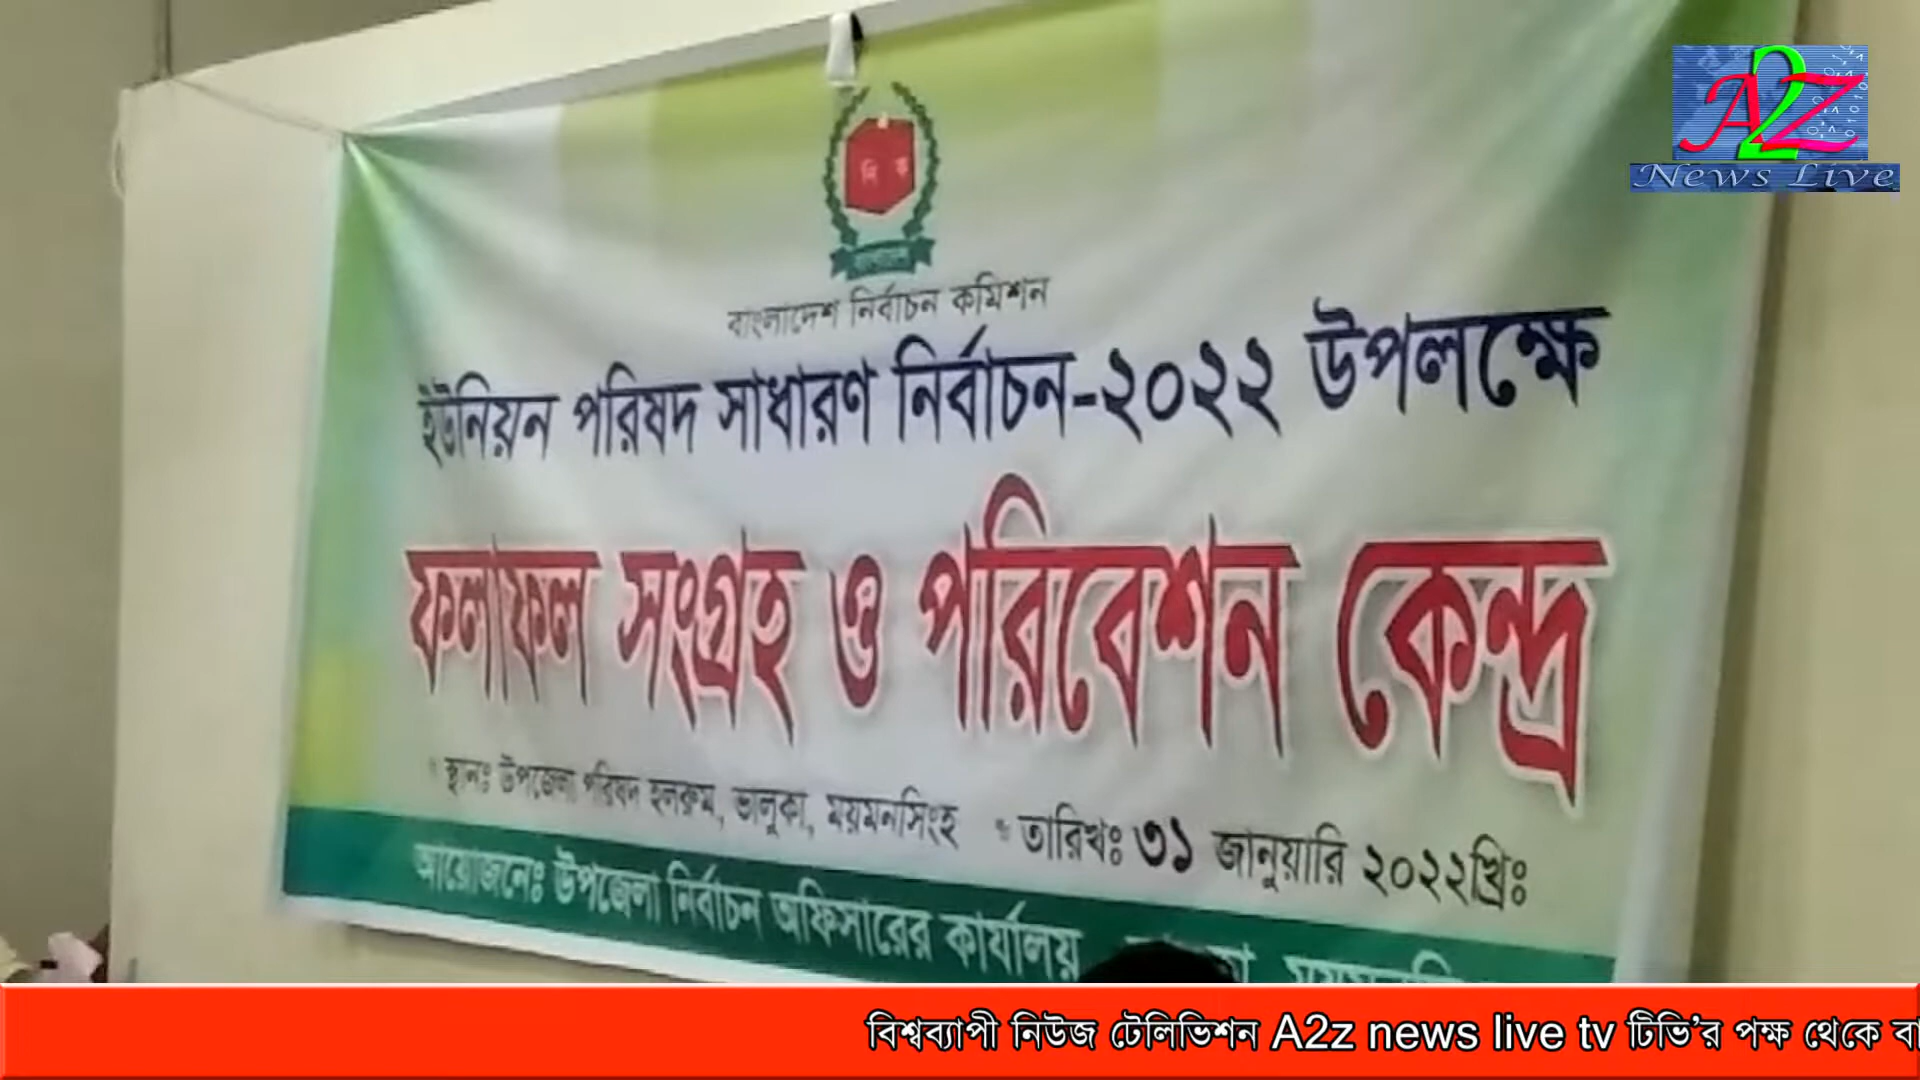 A2Z
News Live
নি ক
বাংলাদেশ নির্বাচন কমিশন
ইউনিয়ন পরিষদ সাধারণ নির্বাচন-২০২২ উপলক্ষে
ফলাফল সংগ্রহ ও পরিবেশন কেন্দ্র
স্থানঃ উপজেলা পরিষদ হলরুম, ভালুকা, ময়মনসিংহ * তারিখঃ ৩১ জানুয়ারি ২০২২খ্রিঃ
আয়োজনেঃ উপজেলা নির্বাচন অফিসারের কার্যালয়
বিশ্বব্যাপী নিউজ টেলিভিশন A2z news live tv টিভি’র পক্ষ থেকে